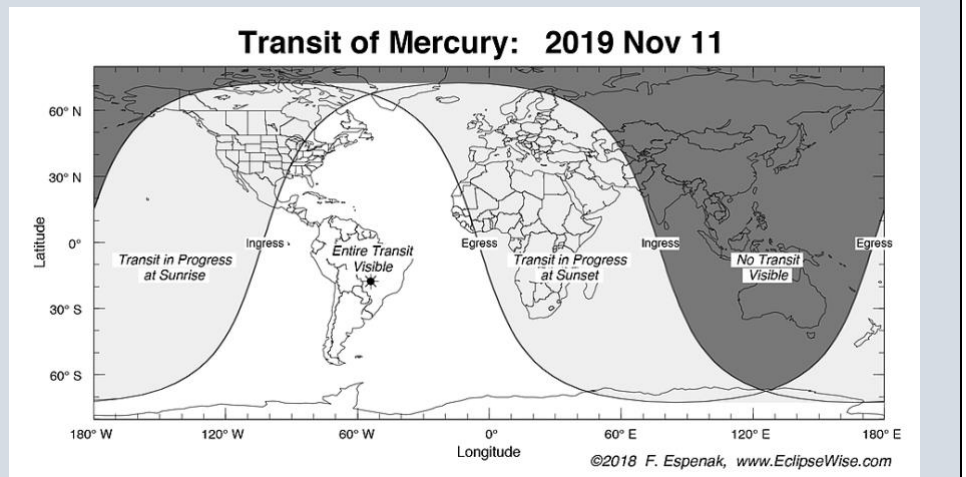 Transit of Mercury: 2019 Nov 11
60° N
30° N
0°
30° S
60° S
Latitude
Ingress
Egress
Ingress
Egress
Transit in Progress
at Sunrise
Entire Transit
Visible
Transit in Progress
at Sunset
No Transit
Visible
180° W
120° W
60° W
0°
60° E
120° E
180° E
Longitude
©2018 F. Espenak, www.EclipseWise.com